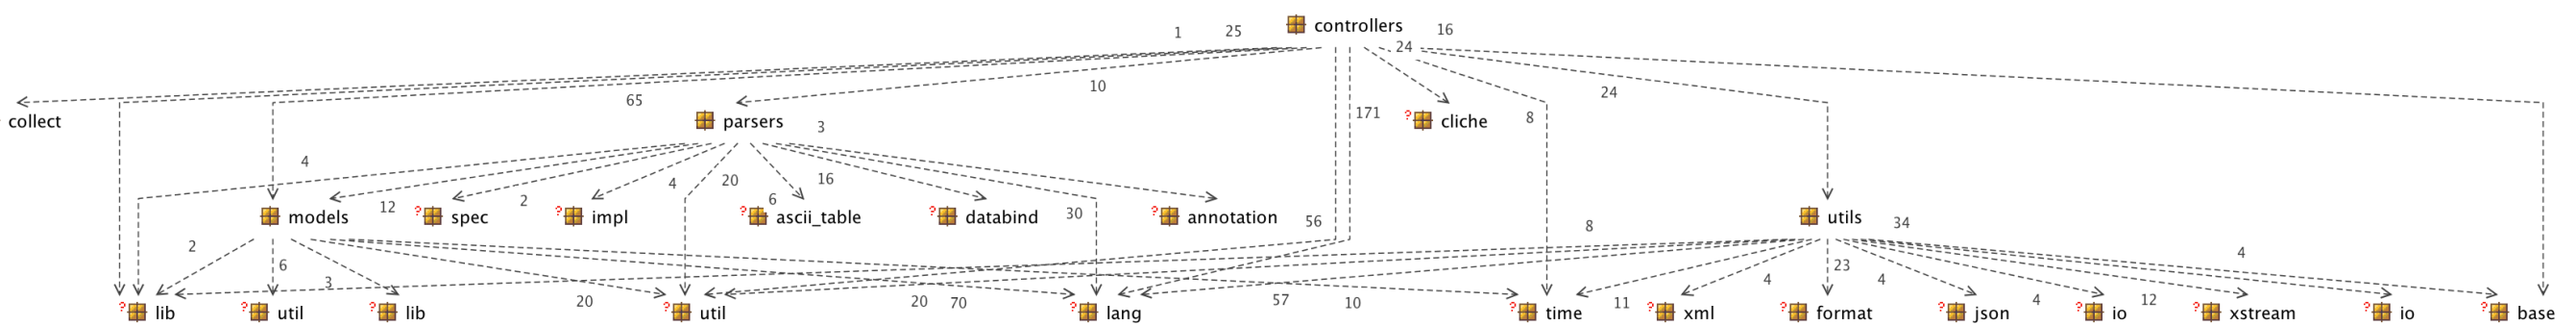 controllers
1 25 24 16
65 10 171 8 24
collect parsers cliche
3
4 4 20 6 16
models 12 spec 2 impl ascii_table databind 30 annotation 56 utils 34
2 6 3 8 23 4
20 20 70 57 10 11 4 4 4 12
lib util lib util lang time xml format json io xstream io base